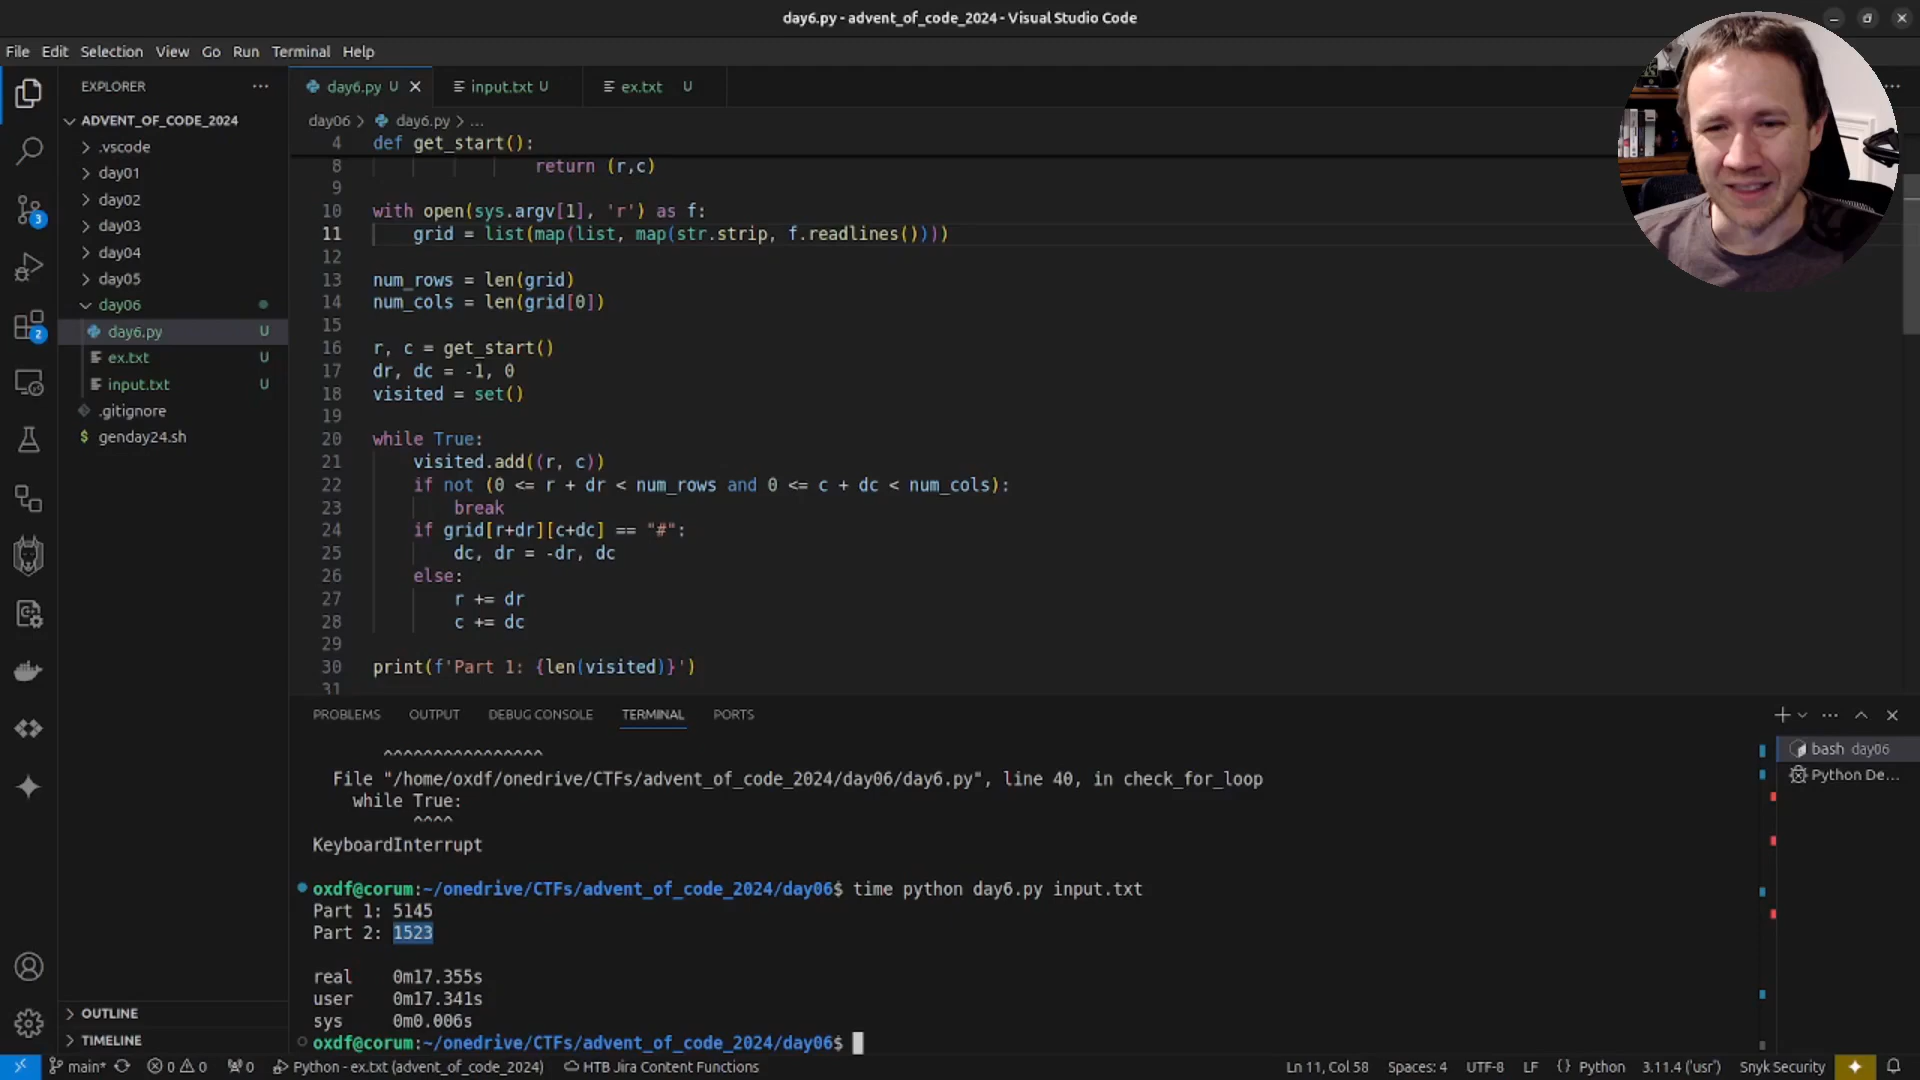 day6.py - advent_of_code_2024 - Visual Studio Code
File Edit Selection View Go Run Terminal Help
EXPLORER
day6.py U
input.txt U
ex.txt U
ADVENT_OF_CODE_2024
.vscode
day01
day02
day03
day04
day05
day06
day6.py U
ex.txt U
input.txt U
.gitignore
$ genday24.sh
3
2
OUTLINE
TIMELINE
day06 > day6.py > ...
4 def get_start():
8 return (r,c)
9
10 with open(sys.argv[1], 'r') as f:
11 grid = list(map(list, map(str.strip, f.readlines())))
12
13 num_rows = len(grid)
14 num_cols = len(grid[0])
15
16 r, c = get_start()
17 dr, dc = -1, 0
18 visited = set()
19
20 while True:
21 visited.add((r, c))
22 if not (0 <= r + dr < num_rows and 0 <= c + dc < num_cols):
23 break
24 if grid[r+dr][c+dc] == "#":
25 dc, dr = -dr, dc
26 else:
27 r += dr
28 c += dc
29
30 print(f'Part 1: {len(visited)}')
31
PROBLEMS OUTPUT DEBUG CONSOLE TERMINAL PORTS
^^^^^^^^^^^^^^^^
File "/home/oxdf/onedrive/CTFs/advent_of_code_2024/day06/day6.py", line 40, in check_for_loop
while True:
^^^^
KeyboardInterrupt
oxdf@corum:~/onedrive/CTFs/advent_of_code_2024/day06$ time python day6.py input.txt
Part 1: 5145
Part 2: 1523
real 0m17.355s
user 0m17.341s
sys 0m0.006s
oxdf@corum:~/onedrive/CTFs/advent_of_code_2024/day06$
bash day06
Python De...
main* 0 0 0 Python - ex.txt (advent_of_code_2024) HTB Jira Content Functions Ln 11, Col 58 Spaces: 4 UTF-8 LF {} Python 3.11.4 ('usr') Snyk Security